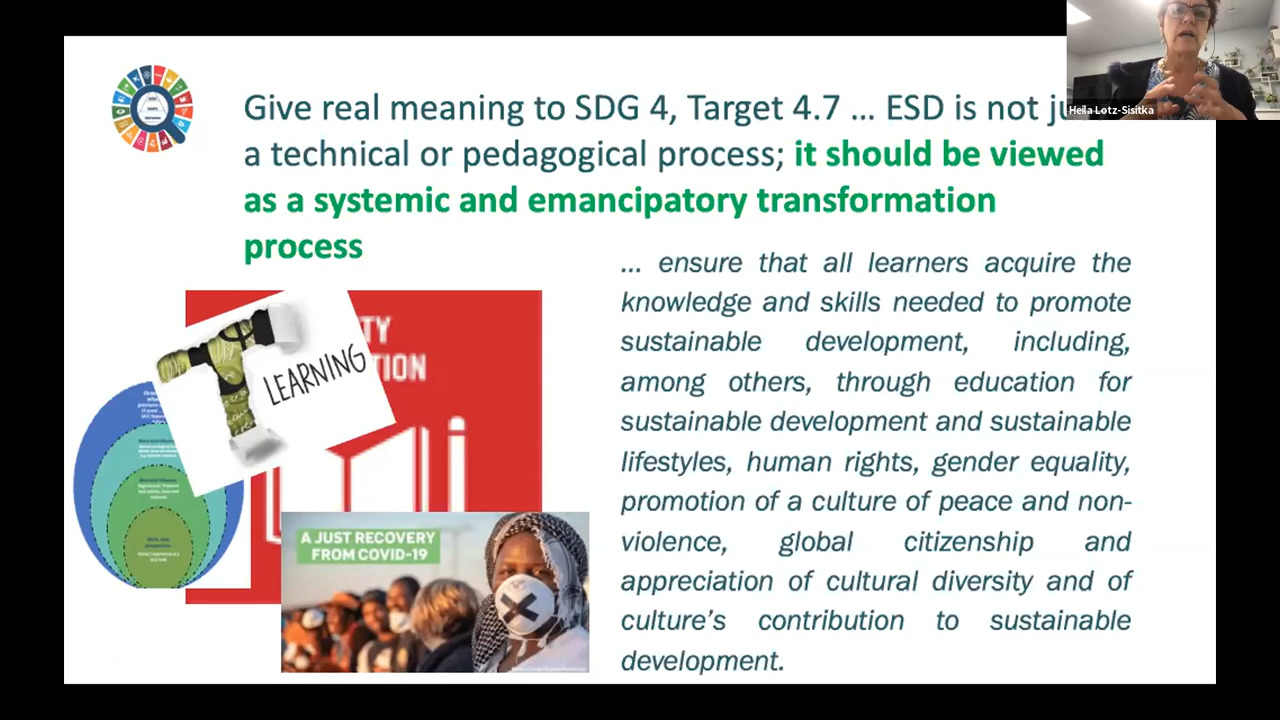 Give real meaning to SDG 4, Target 4.7 ... ESD is not ju
a technical or pedagogical process; it should be viewed
as a systemic and emancipatory transformation
process
Heila Lotz-Sisitka
... ensure that all learners acquire the
knowledge and skills needed to promote
sustainable development, including,
among others, through education for
sustainable development and sustainable
lifestyles, human rights, gender equality,
promotion of a culture of peace and non-
violence, global citizenship and
appreciation of cultural diversity and of
culture's contribution to sustainable
development.
TY
TION
T
LEARNING
A JUST RECOVERY
FROM COVID-19